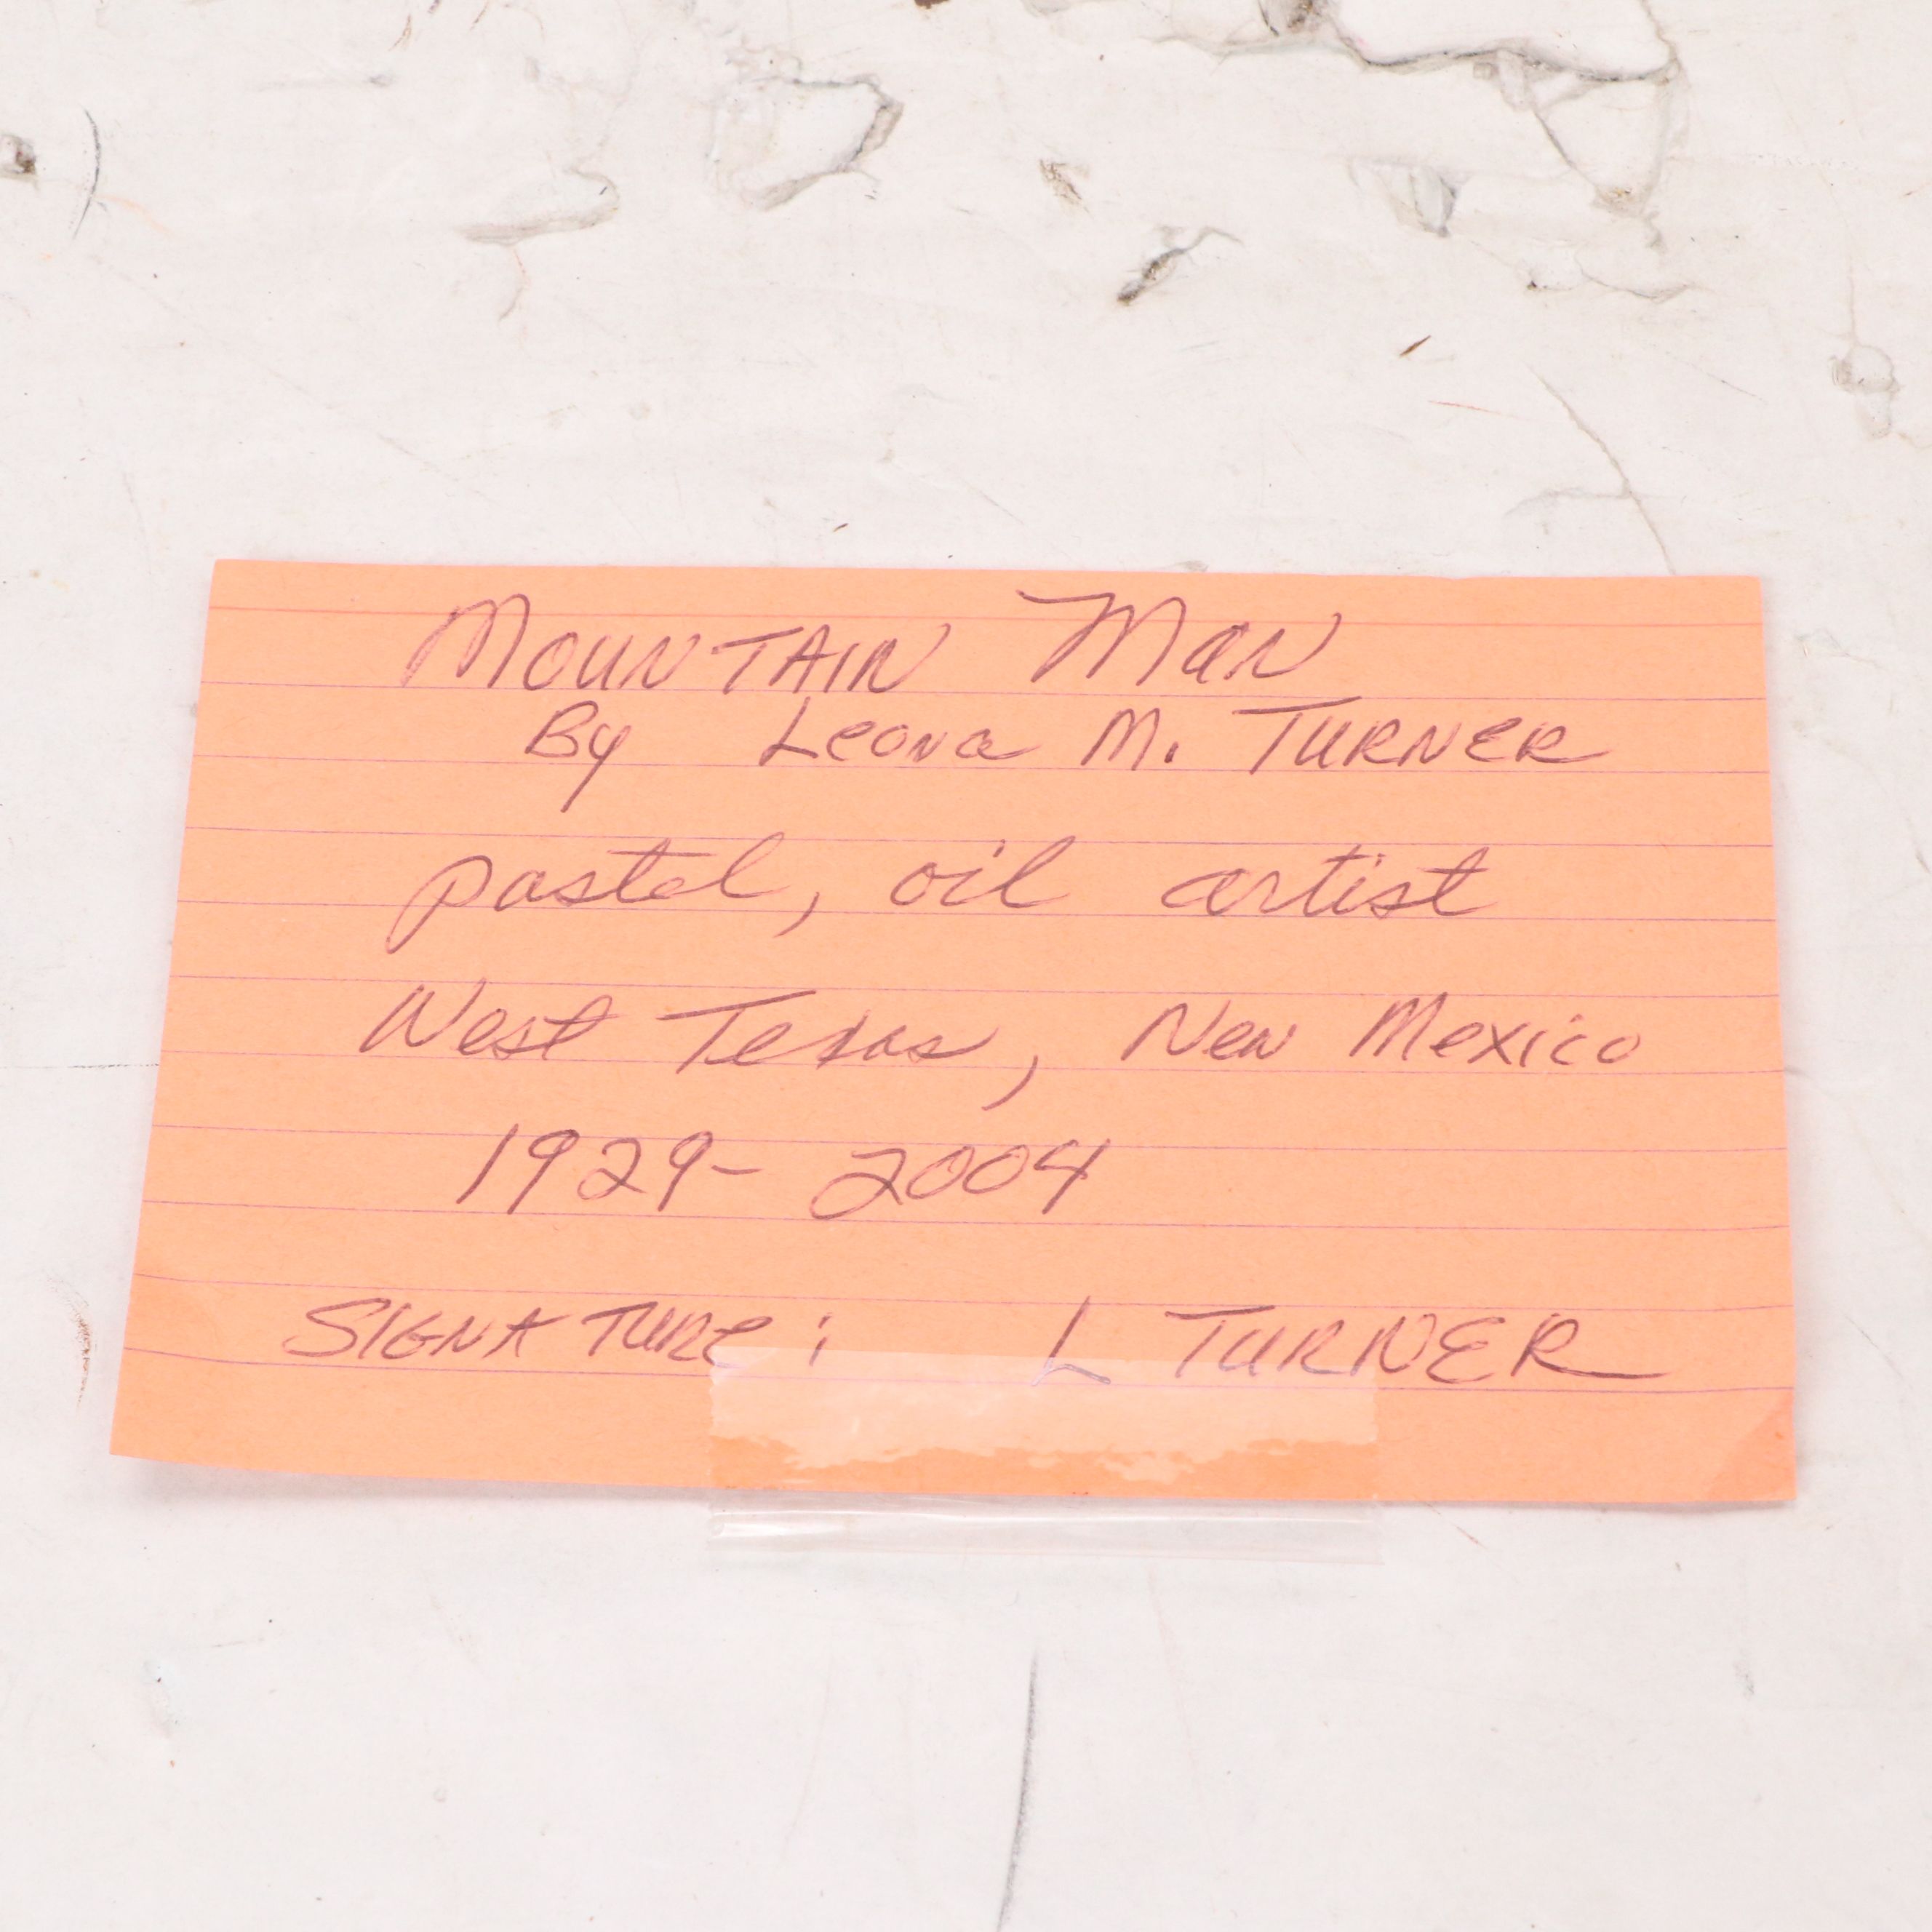 MOUNTAIN Man
By Leona M. TURNER
pastel, oil artist
West Texas, New Mexico
1929- 2004
SIGNATURE: L TURNER